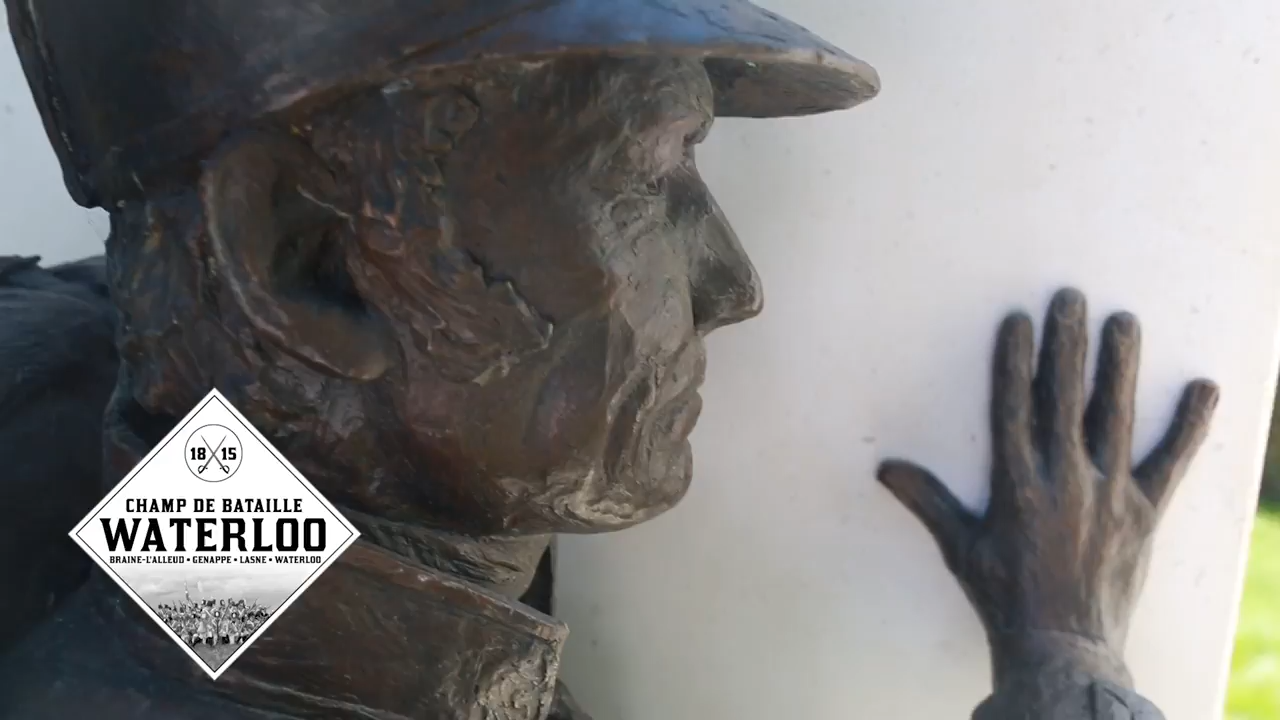 18 15
CHAMP DE BATAILLE
WATERLOO
BRAINE-L'ALLEUD • GENAPPE • LASNE • WATERLOO